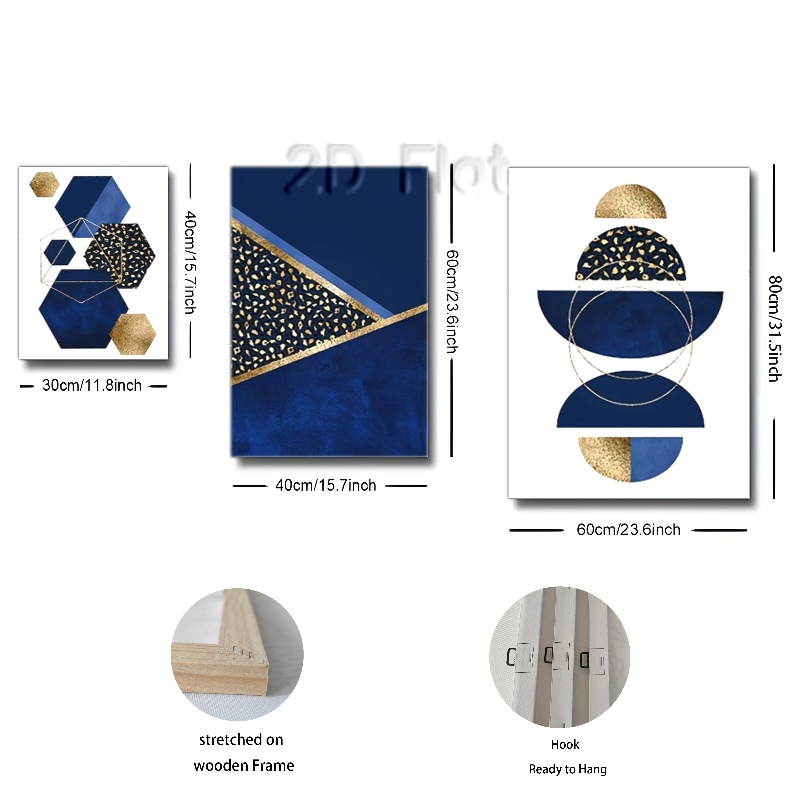 2D Flat
40cm/15.7inch
30cm/11.8inch
60cm/23.6inch
40cm/15.7inch
80cm/31.5inch
60cm/23.6inch
stretched on
wooden Frame
Hook
Ready to Hang